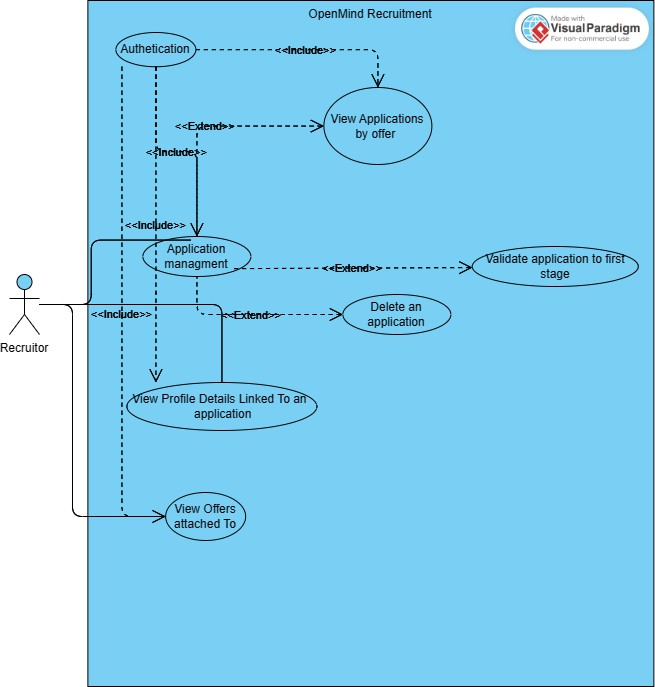 OpenMind Recruitment
Made with
VisualParadigm
For non-commercial use
Authetication
<<Include>>
View Applications
by offer
<<Extend>>
<<Include>>
<<Include>>
Application
managment
Validate application to first
stage
<<Extend>>
Delete an
application
<<Extend>>
<<Include>>
Recruitor
View Profile Details Linked To an
application
View Offers
attached To